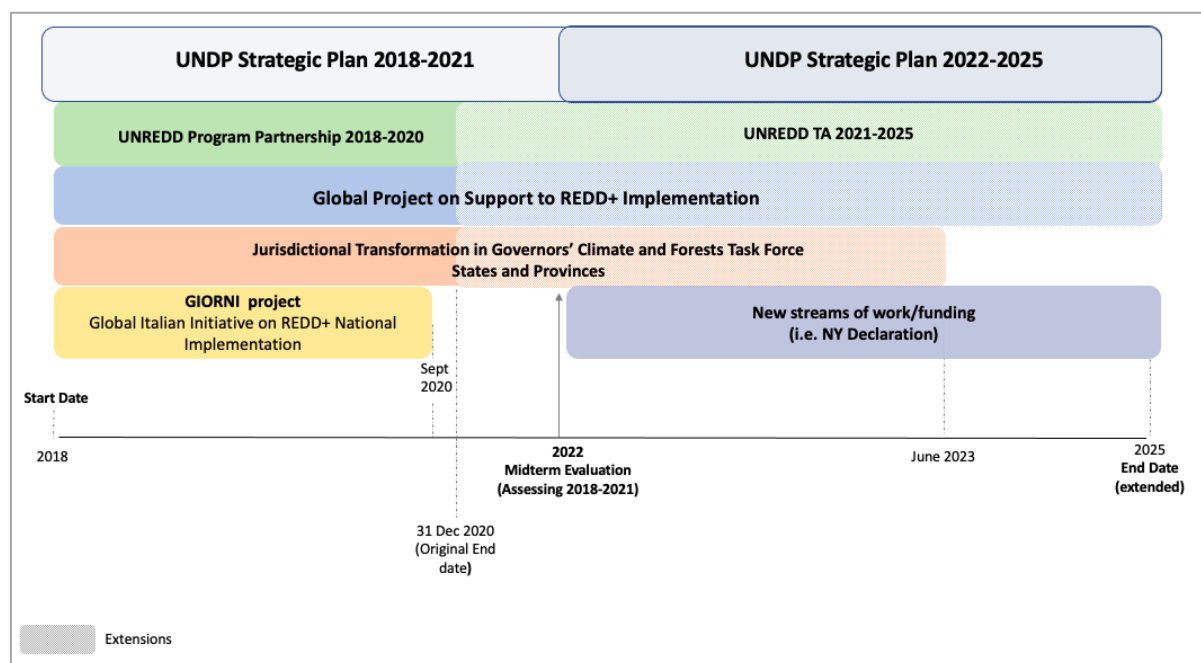 UNDP Strategic Plan 2018-2021
UNDP Strategic Plan 2022-2025
UNREDD Program Partnership 2018-2020
UNREDD TA 2021-2025
Global Project on Support to REDD+ Implementation
Jurisdictional Transformation in Governors’ Climate and Forests Task Force
States and Provinces
GIORNI project
Global Italian Initiative on REDD+ National
Implementation
New streams of work/funding
(i.e. NY Declaration)
Sept
2020
Start Date
2018
2022
Midterm Evaluation
(Assessing 2018-2021)
June 2023
2025
End Date
(extended)
31 Dec 2020
(Original End
date)
Extensions